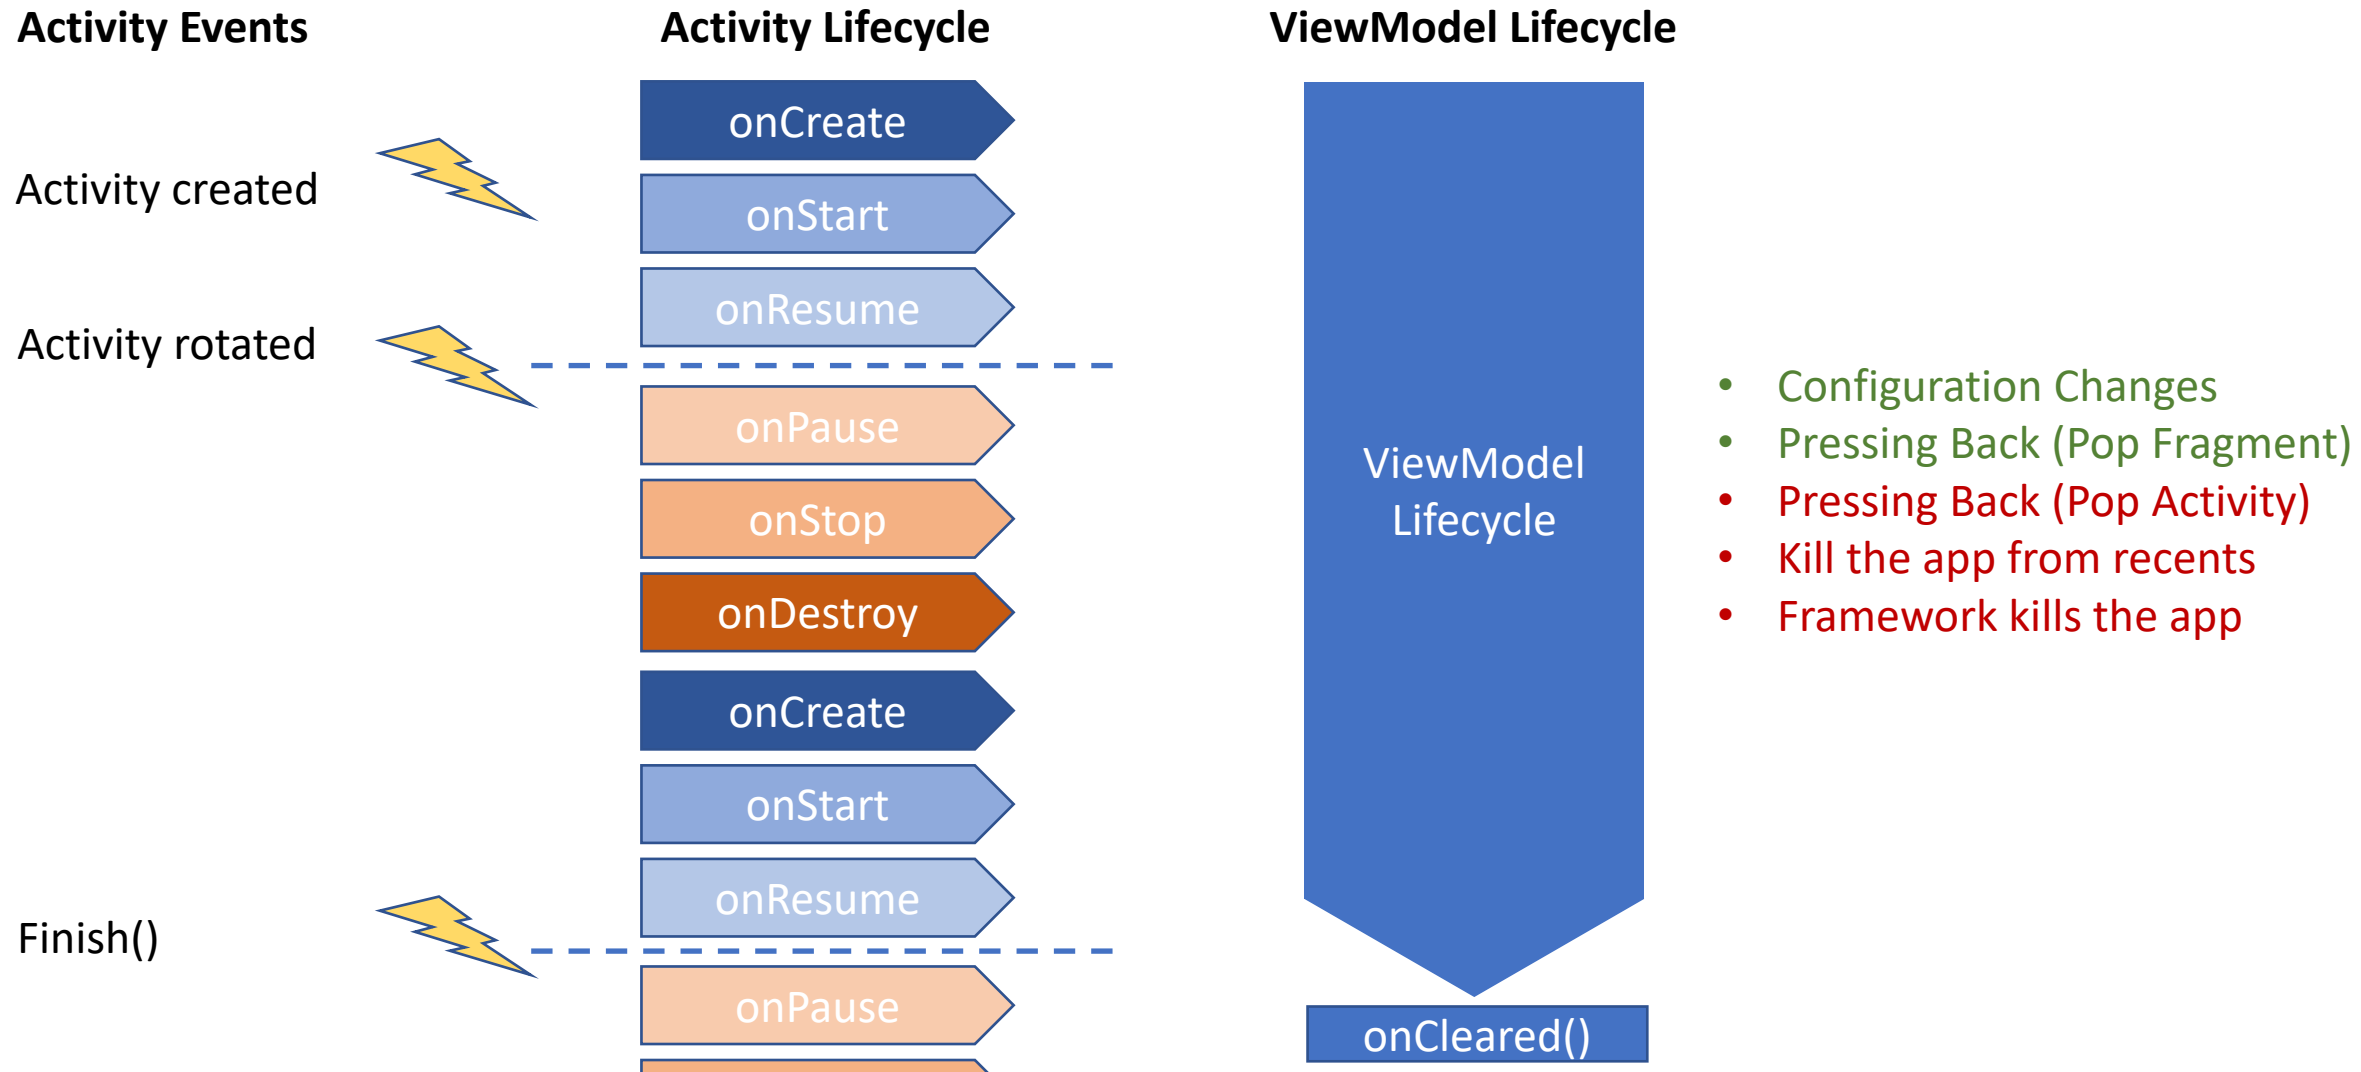 Activity Events
Activity Lifecycle
ViewModel Lifecycle
Activity created
Activity rotated
Finish()
onCreate
onStart
onResume
onPause
onStop
onDestroy
onCreate
onStart
onResume
onPause
ViewModel
Lifecycle
onCleared()
• Configuration Changes
• Pressing Back (Pop Fragment)
• Pressing Back (Pop Activity)
• Kill the app from recents
• Framework kills the app